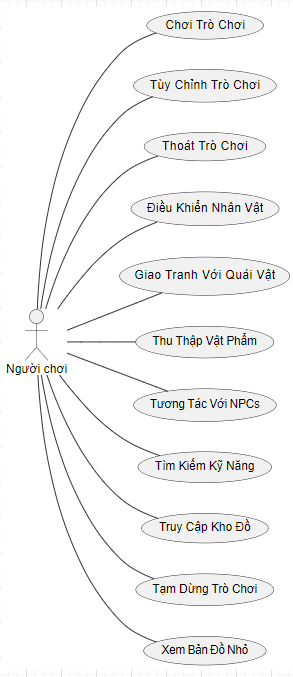 Chơi Trò Chơi
Tùy Chỉnh Trò Chơi
Thoát Trò Chơi
Điều Khiển Nhân Vật
Giao Tranh Với Quái Vật
Người chơi
Thu Thập Vật Phẩm
Tương Tác Với NPCs
Tìm Kiếm Kỹ Năng
Truy Cập Kho Đồ
Tạm Dừng Trò Chơi
Xem Bản Đồ Nhỏ